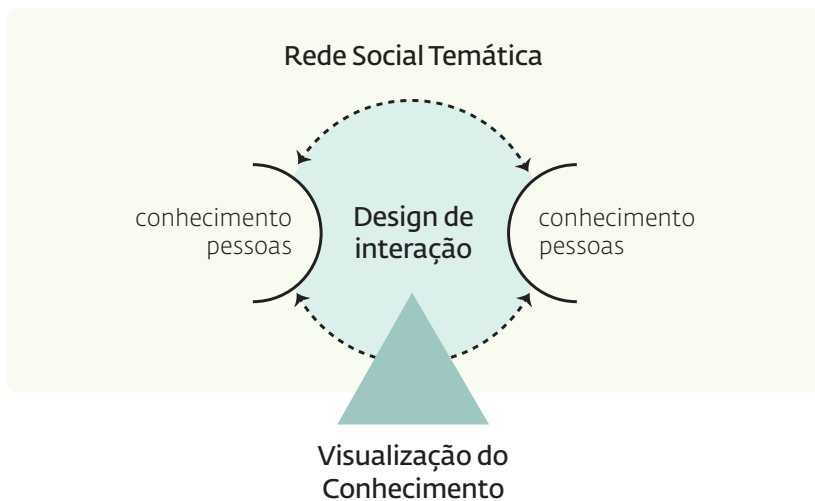 Rede Social Temática
conhecimento
pessoas
Design de
interação
conhecimento
pessoas
Visualização do
Conhecimento